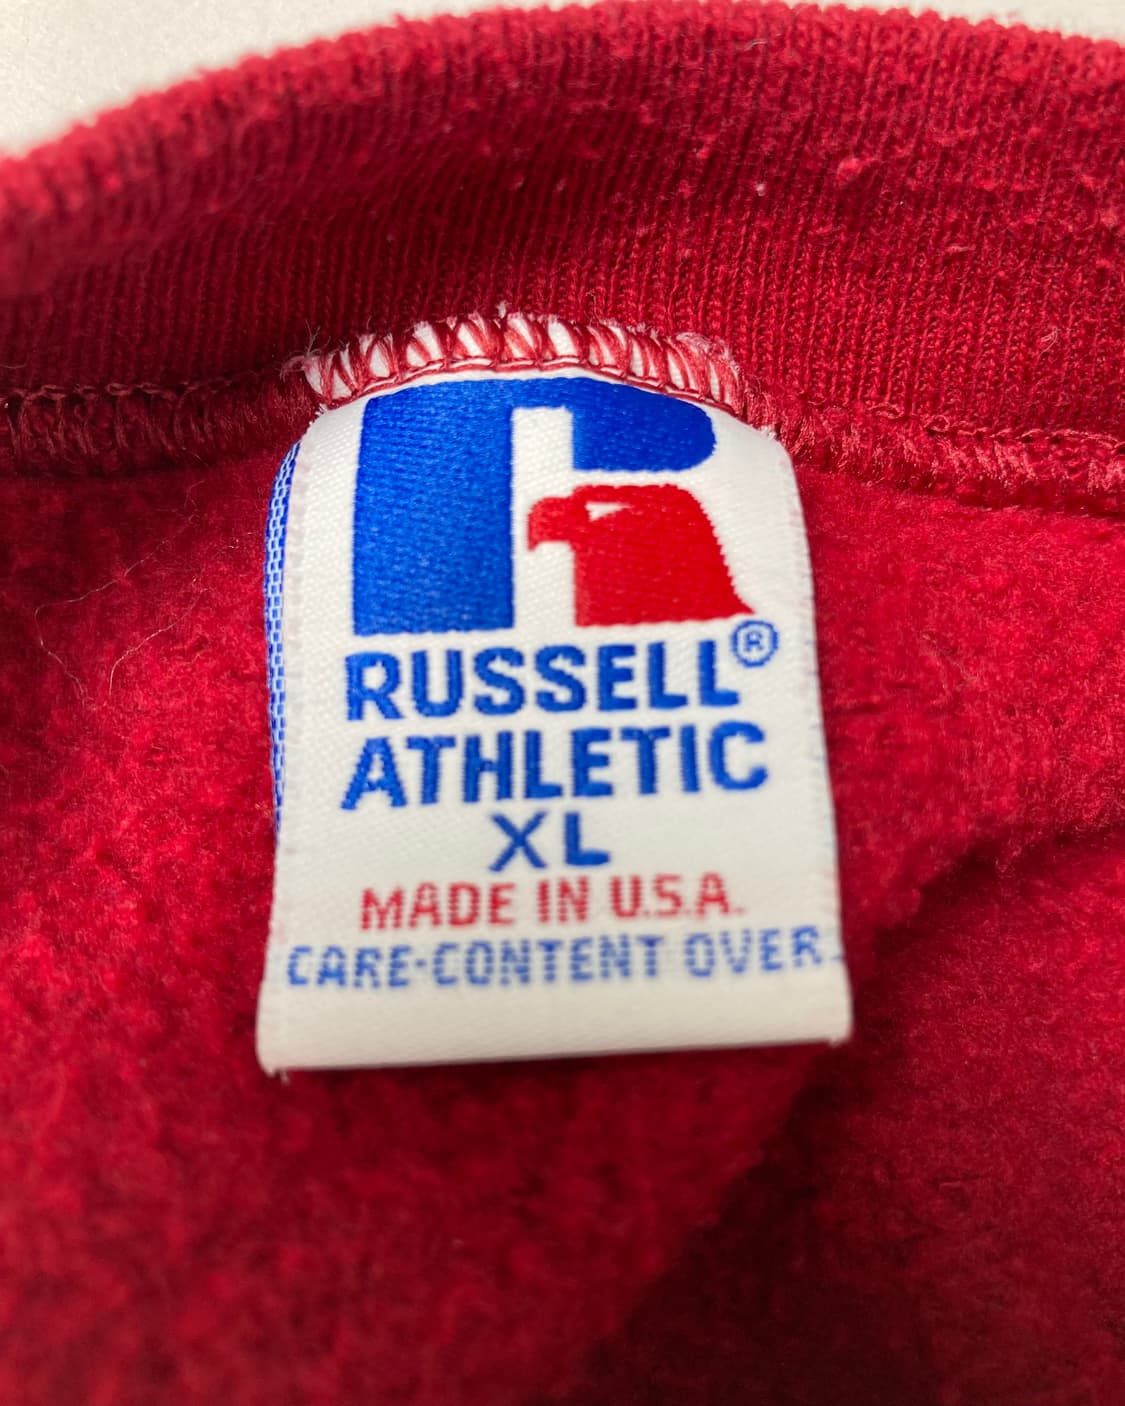 RUSSELL®
ATHLETIC
XL
MADE IN U.S.A.
CARE·CONTENT OVER